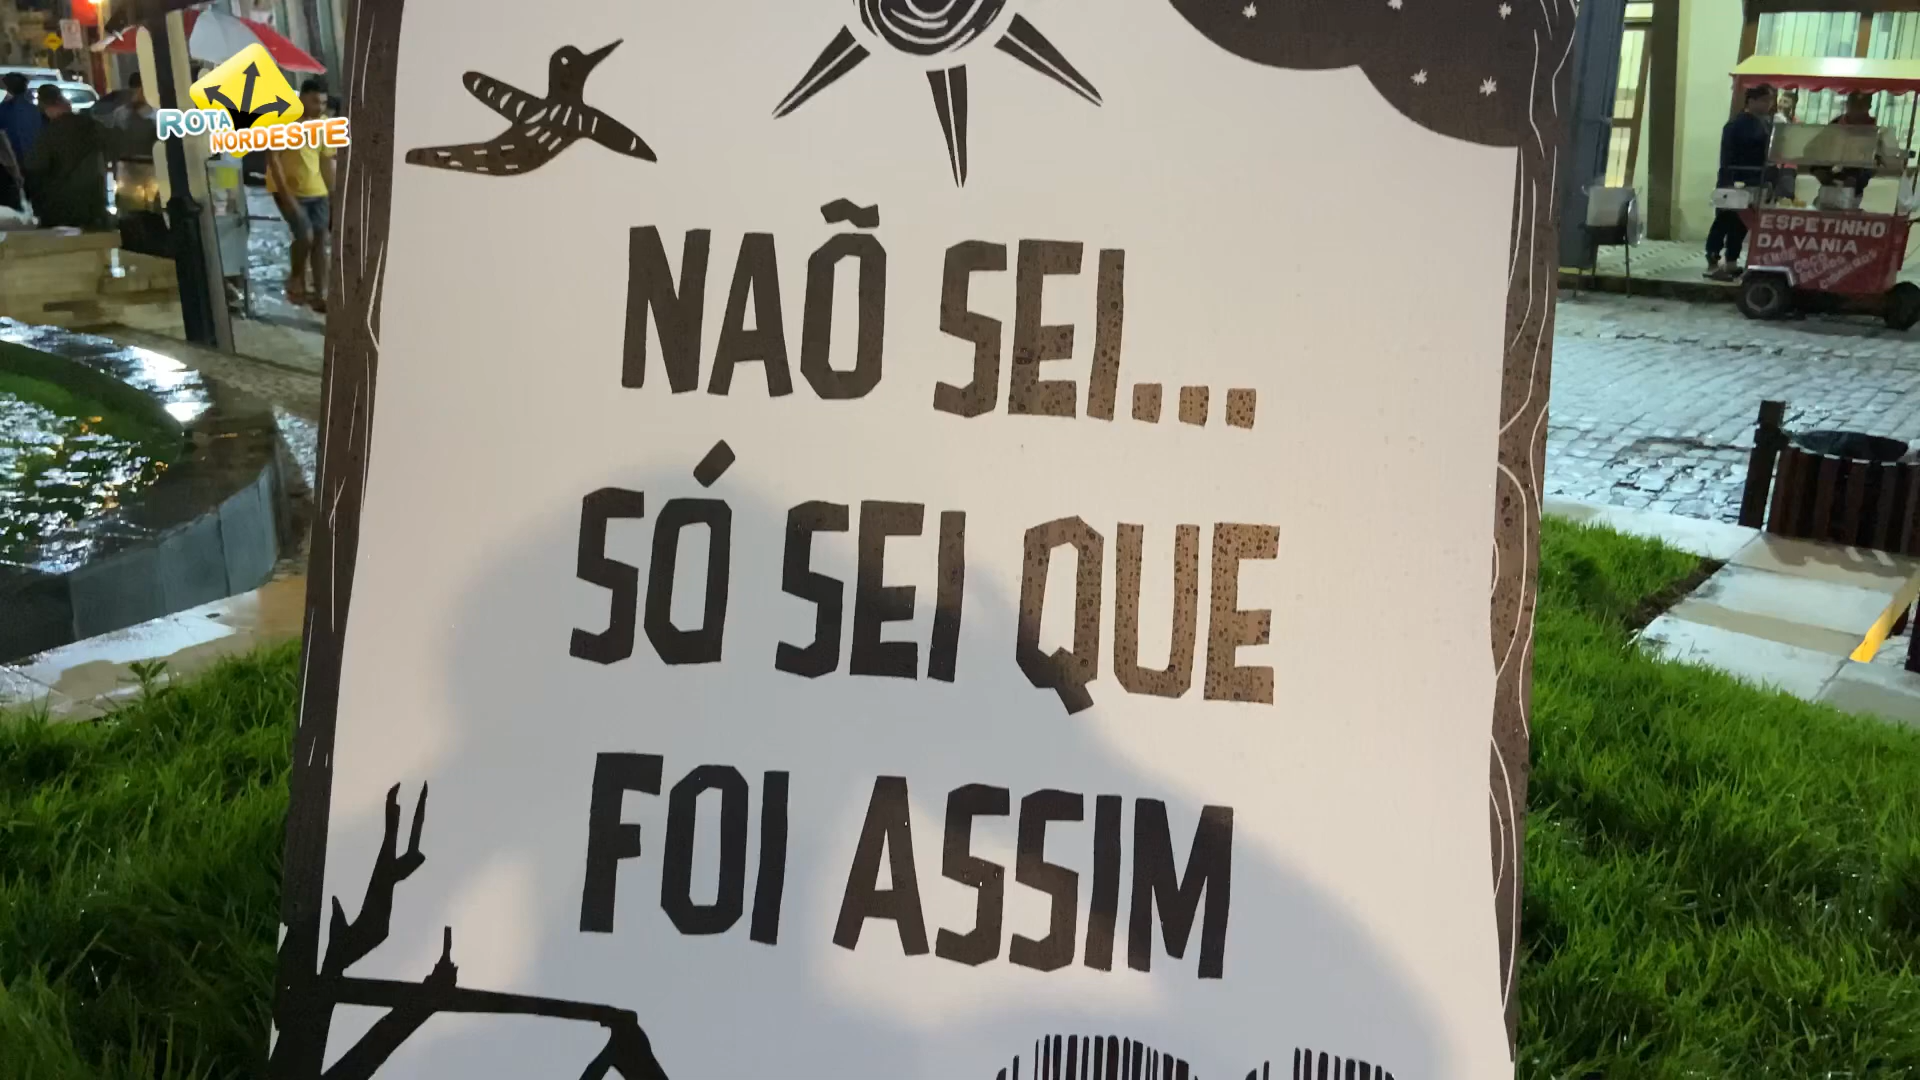 ROTA
NORDESTE
NAÕ SEI...
SÓ SEI QUE
FOI ASSIM
ESPETINHO
DA VANIA